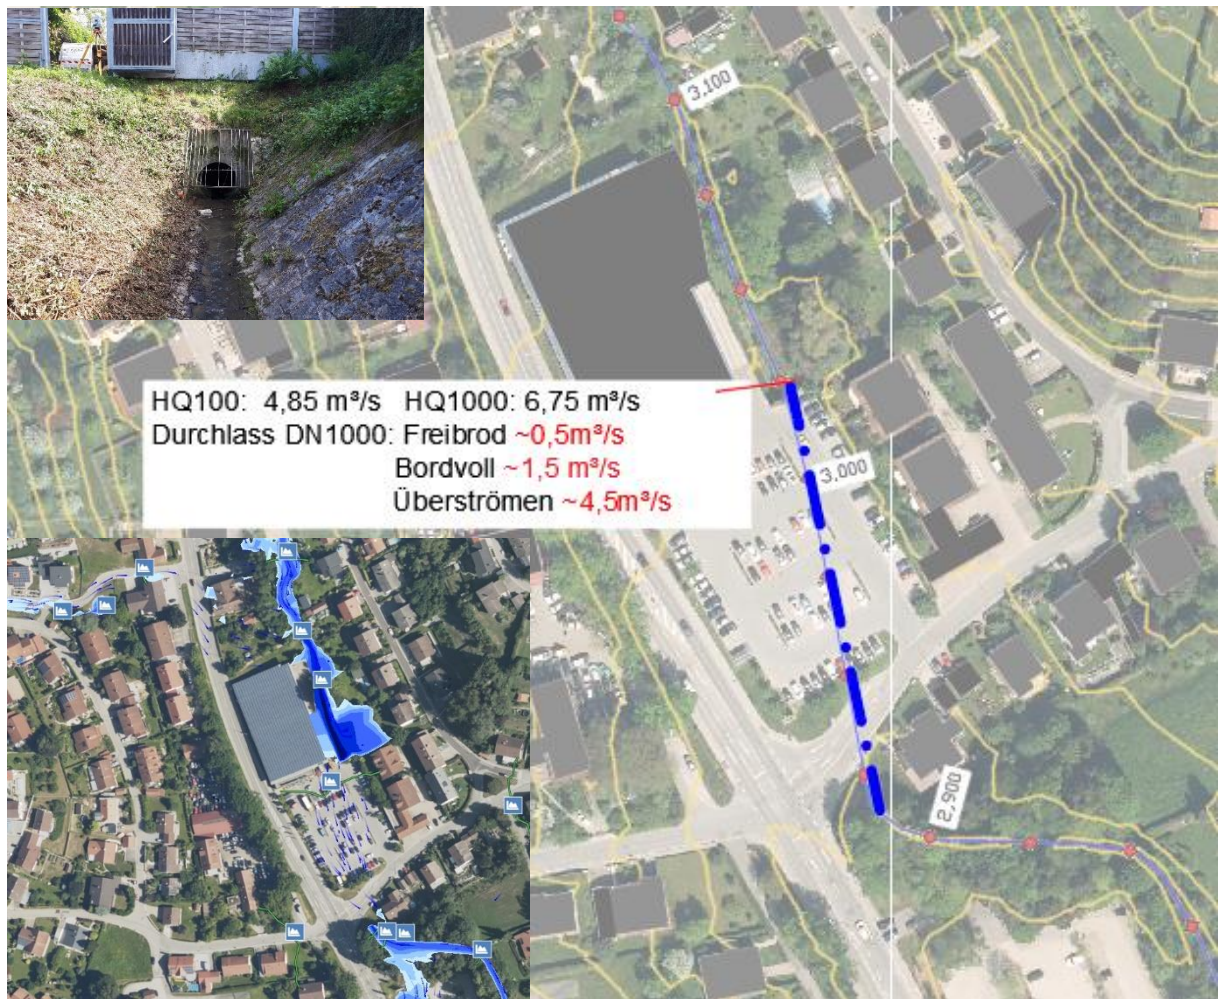 3,100
HQ100: 4,85 m³/s HQ1000: 6,75 m³/s
Durchlass DN1000: Freibrod ~0,5m³/s
Bordvoll ~1,5 m³/s
Überströmen ~4,5m³/s
3,000
2,900